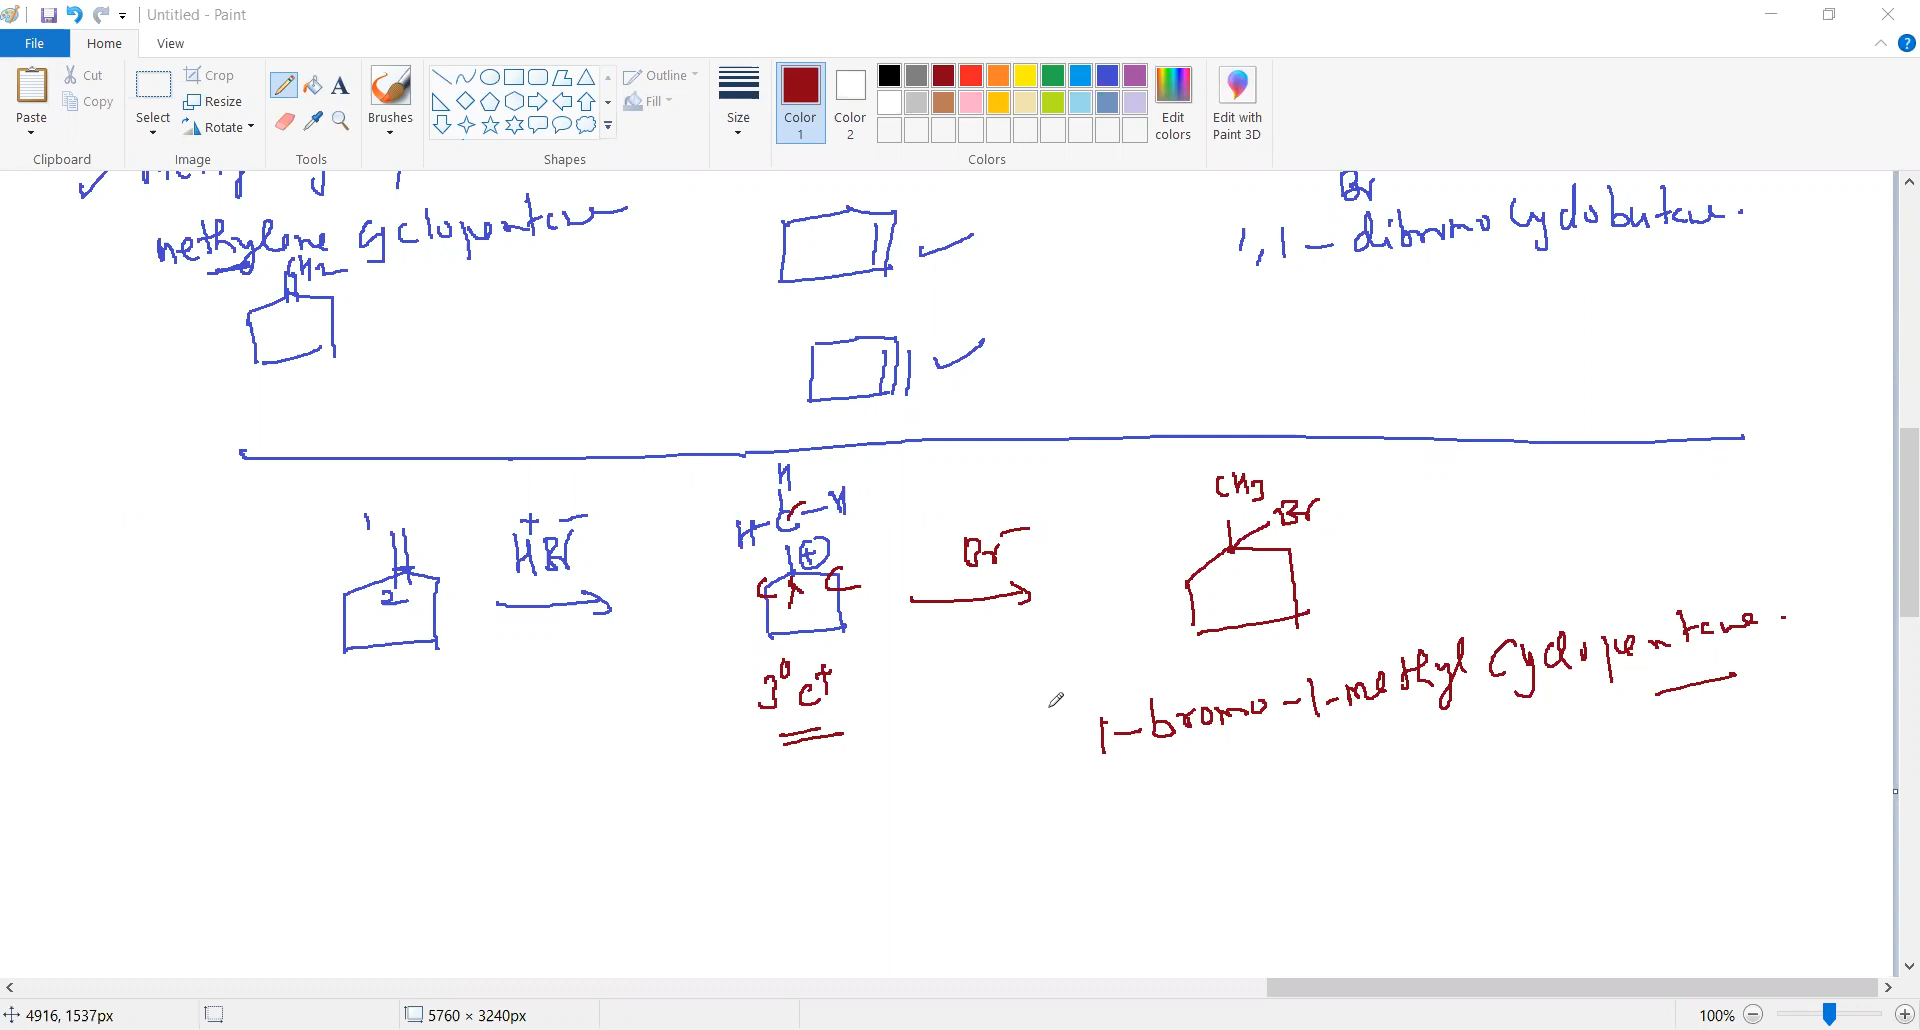 Untitled - Paint
File
Home
View
Paste
Cut
Copy
Clipboard
Select
Crop
Resize
Rotate
Image
Tools
Brushes
Shapes
Outline
Fill
Size
Color 1
Color 2
Edit colors
Edit with Paint 3D
Colors
methylene cyclopentane
CH2
Br
1,1 - dibromo cyclobutane.
1
2
+ -
HBr
H
H C H
+
3° C+
Br-
CH3
Br
1-bromo-1-methyl cyclopentane.
4916, 1537px
5760 × 3240px
100%